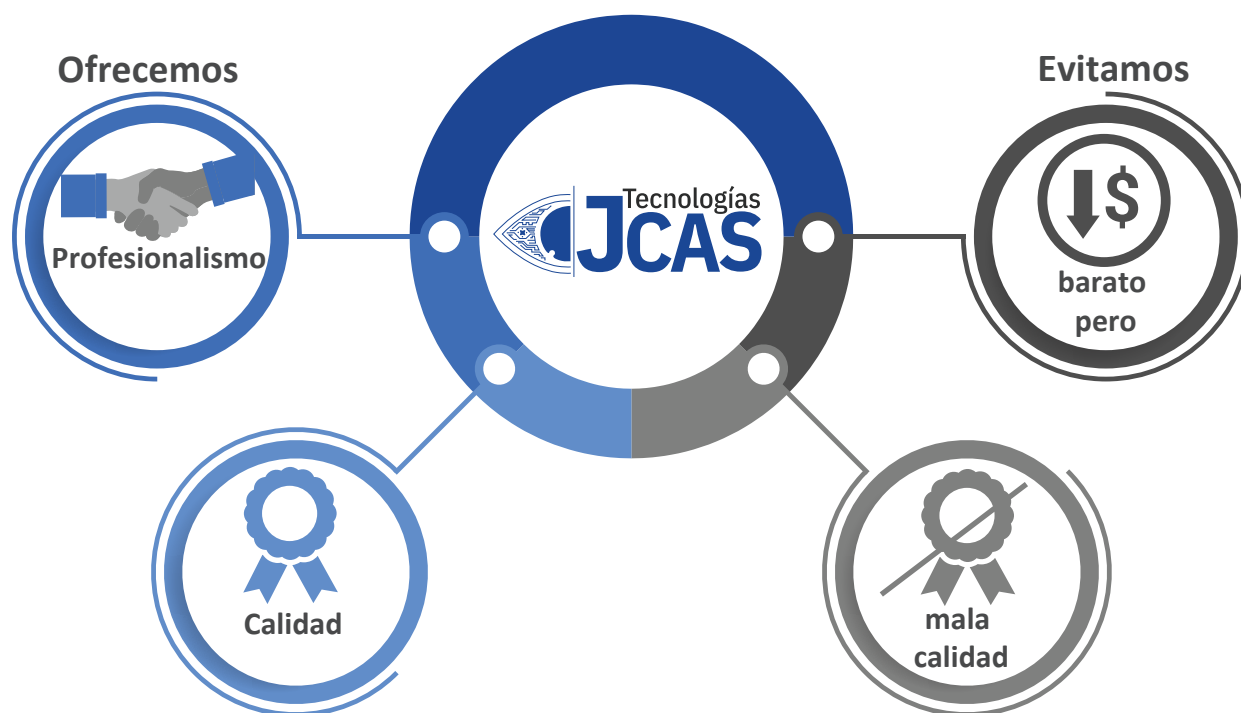 Ofrecemos
Evitamos
$
Profesionalismo
Tecnologías
JCAS
barato
pero
Calidad
mala
calidad